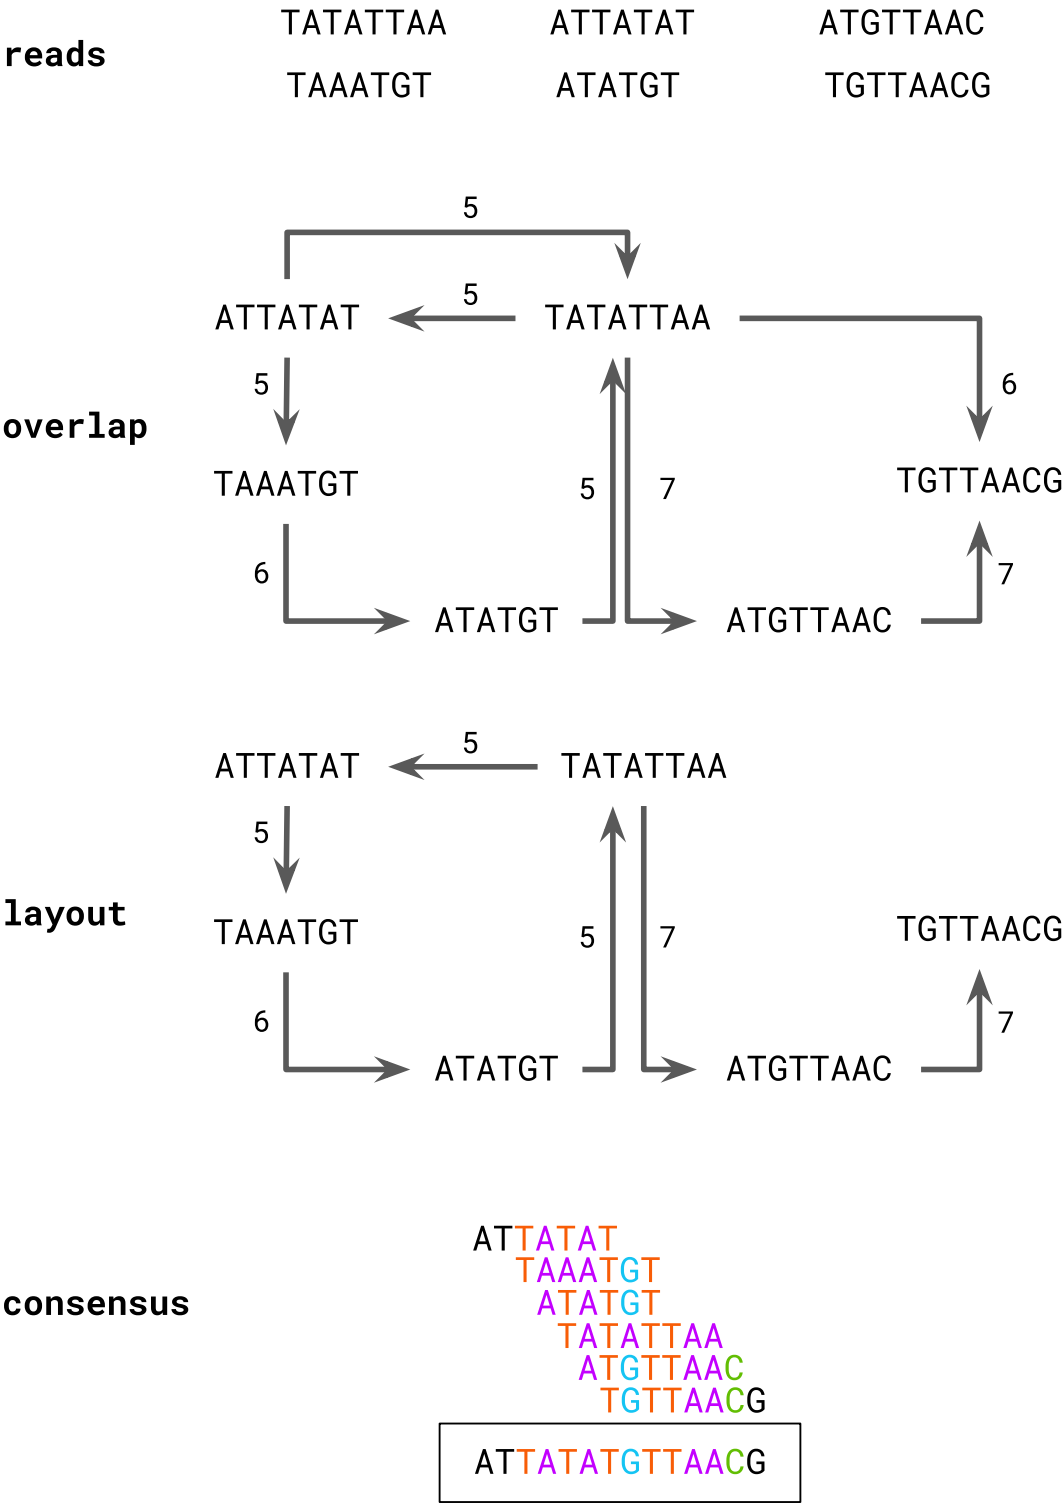 TATATTAA ATTATAT ATGTTAAC
reads
TAAATGT ATATGT TGTTAACG
5
5
ATTATAT TATATTAA
5 6
overlap
TAAATGT TGTTAACG
5 7
6 7
ATATGT ATGTTAAC
5
ATTATAT TATATTAA
5
layout
TAAATGT TGTTAACG
5 7
6 7
ATATGT ATGTTAAC
ATTATAT
TAAATGT
consensus
ATATGT
TATATTAA
ATGTTAAC
TGTTAACG
ATTATATGTTAACG